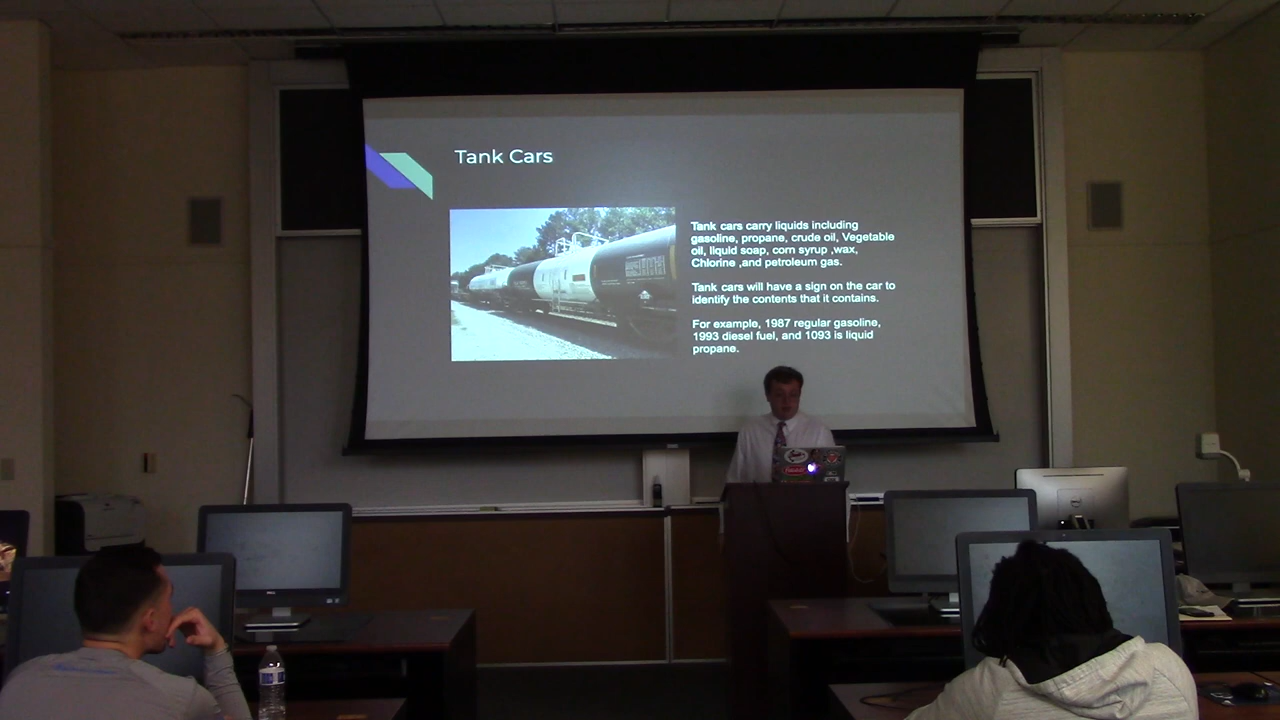 Tank Cars
Tank cars carry liquids including
gasoline, propane, crude oil, Vegetable
oil, liquid soap, corn syrup ,wax,
Chlorine ,and petroleum gas.
Tank cars will have a sign on the car to
identify the contents that it contains.
For example, 1987 regular gasoline,
1993 diesel fuel, and 1093 is liquid
propane.
DELL